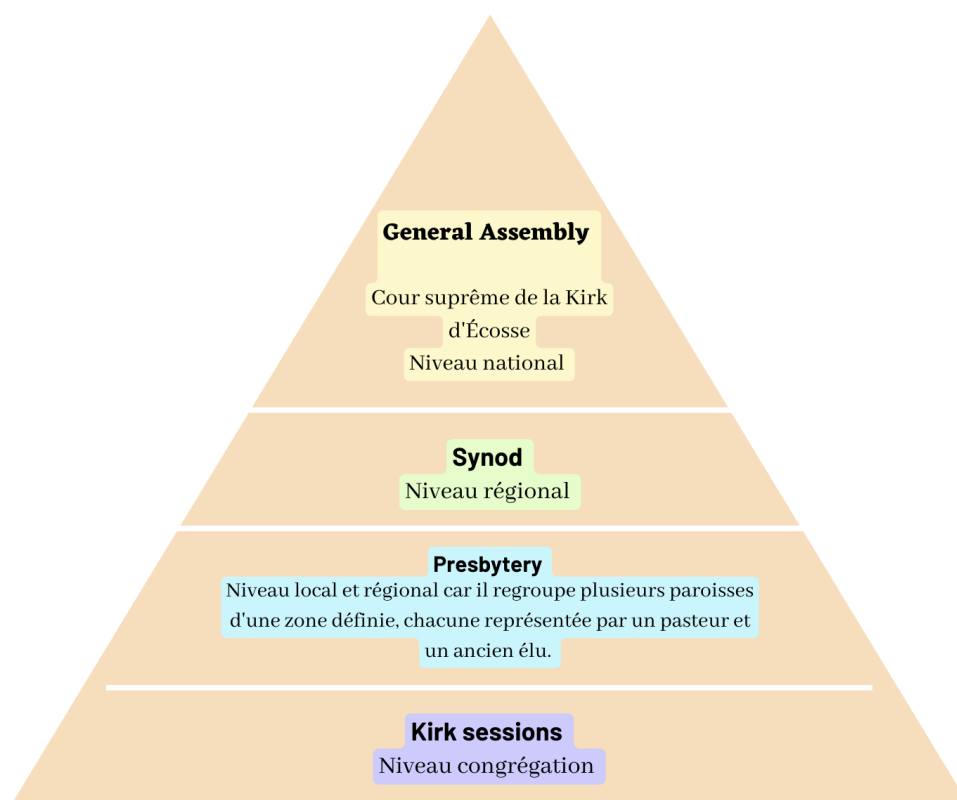 General Assembly
Cour suprême de la Kirk
d'Écosse
Niveau national
Synod
Niveau régional
Presbytery
Niveau local et régional car il regroupe plusieurs paroisses
d'une zone définie, chacune représentée par un pasteur et
un ancien élu.
Kirk sessions
Niveau congrégation